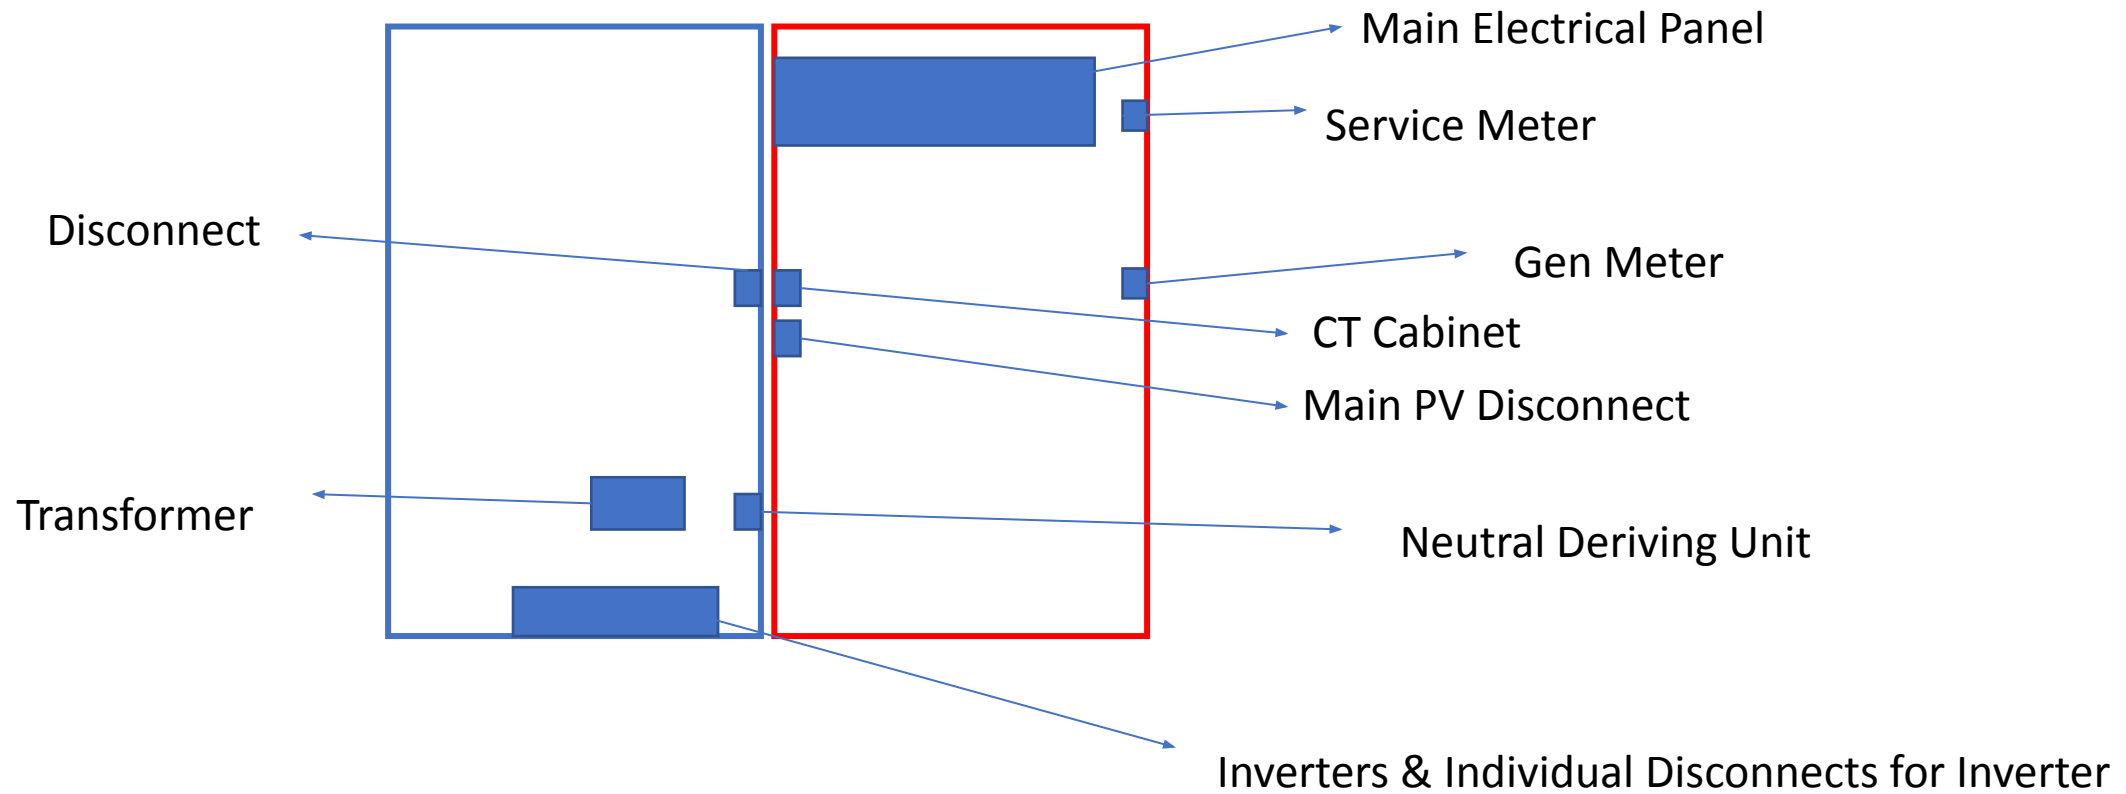 Main Electrical Panel
Service Meter
Disconnect
Gen Meter
CT Cabinet
Main PV Disconnect
Transformer
Neutral Deriving Unit
Inverters & Individual Disconnects for Inverter